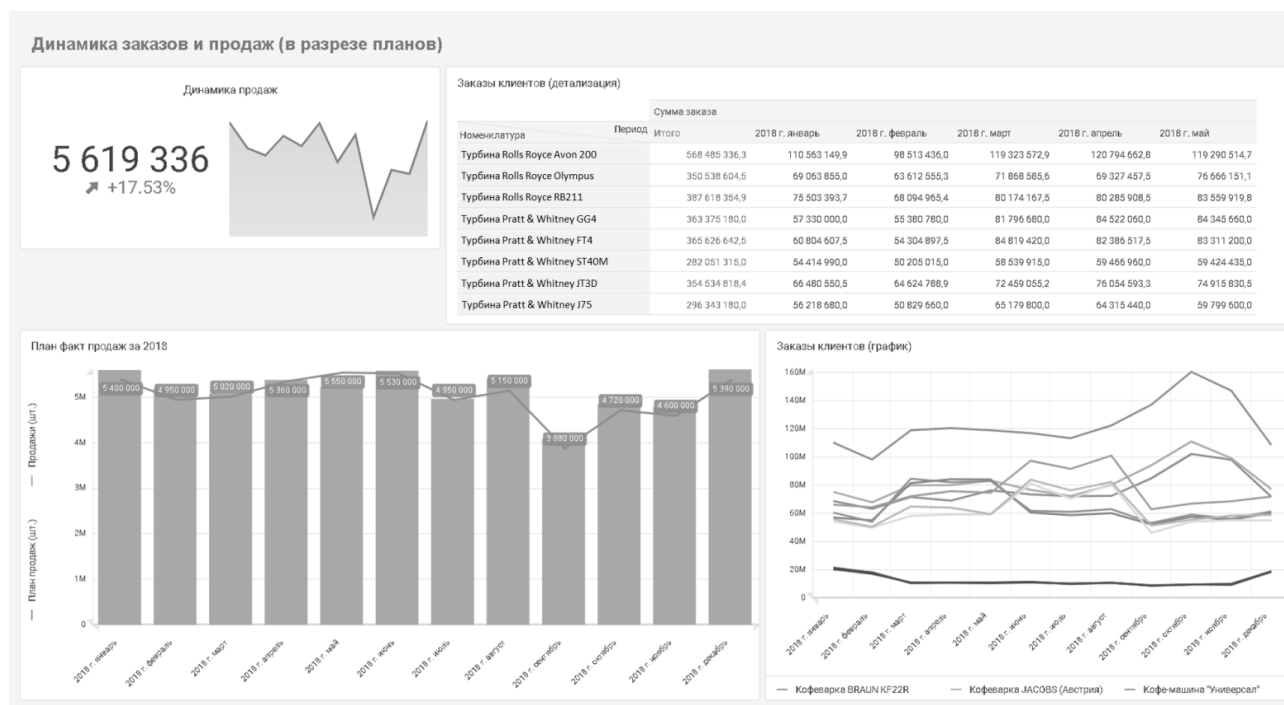 Динамика заказов и продаж (в разрезе планов)
Динамика продаж
5 619 336
+17.53%
Заказы клиентов (детализация)
Сумма заказа
Номенклатура Период Итого 2018 г. январь 2018 г. февраль 2018 г. март 2018 г. апрель 2018 г. май
Турбина Rolls Royce Avon 200 568 485 336,3 110 563 149,9 98 513 436,0 119 323 572,9 120 794 662,8 119 290 514,7
Турбина Rolls Royce Olympus 350 538 604,5 69 063 855,0 63 612 555,3 71 868 585,6 69 327 457,5 76 666 151,1
Турбина Rolls Royce RB211 387 618 354,9 75 503 393,7 68 094 965,4 80 174 167,5 80 285 908,5 83 559 919,8
Турбина Pratt & Whitney GG4 363 375 180,0 57 330 000,0 55 380 780,0 81 796 680,0 84 522 060,0 84 345 660,0
Турбина Pratt & Whitney FT4 365 626 642,5 60 804 607,5 54 304 897,5 84 819 420,0 82 386 517,5 83 311 200,0
Турбина Pratt & Whitney ST40M 282 051 315,0 54 414 990,0 50 205 015,0 58 539 915,0 59 466 960,0 59 424 435,0
Турбина Pratt & Whitney JT3D 354 534 818,4 66 480 550,5 64 624 788,9 72 459 055,2 76 054 593,3 74 915 830,5
Турбина Pratt & Whitney J75 296 343 180,0 56 218 680,0 50 829 660,0 65 179 800,0 64 315 440,0 59 799 600,0
План факт продаж за 2018
Продажи (шт.)
План продаж (шт.)
5M
4M
3M
2M
1M
0
5 400 000 4 950 000 5 020 000 5 360 000 5 550 000 5 530 000 4 950 000 5 150 000 3 880 000 4 720 000 4 600 000 5 390 000
2018 г. январь 2018 г. февраль 2018 г. март 2018 г. апрель 2018 г. май 2018 г. июнь 2018 г. июль 2018 г. август 2018 г. сентябрь 2018 г. октябрь 2018 г. ноябрь 2018 г. декабрь
Заказы клиентов (график)
160M
140M
120M
100M
80M
60M
40M
20M
0
2018 г. январь 2018 г. февраль 2018 г. март 2018 г. апрель 2018 г. май 2018 г. июнь 2018 г. июль 2018 г. август 2018 г. сентябрь 2018 г. октябрь 2018 г. ноябрь 2018 г. декабрь
Кофеварка BRAUN KF22R Кофеварка JACOBS (Австрия) Кофе-машина "Универсал"